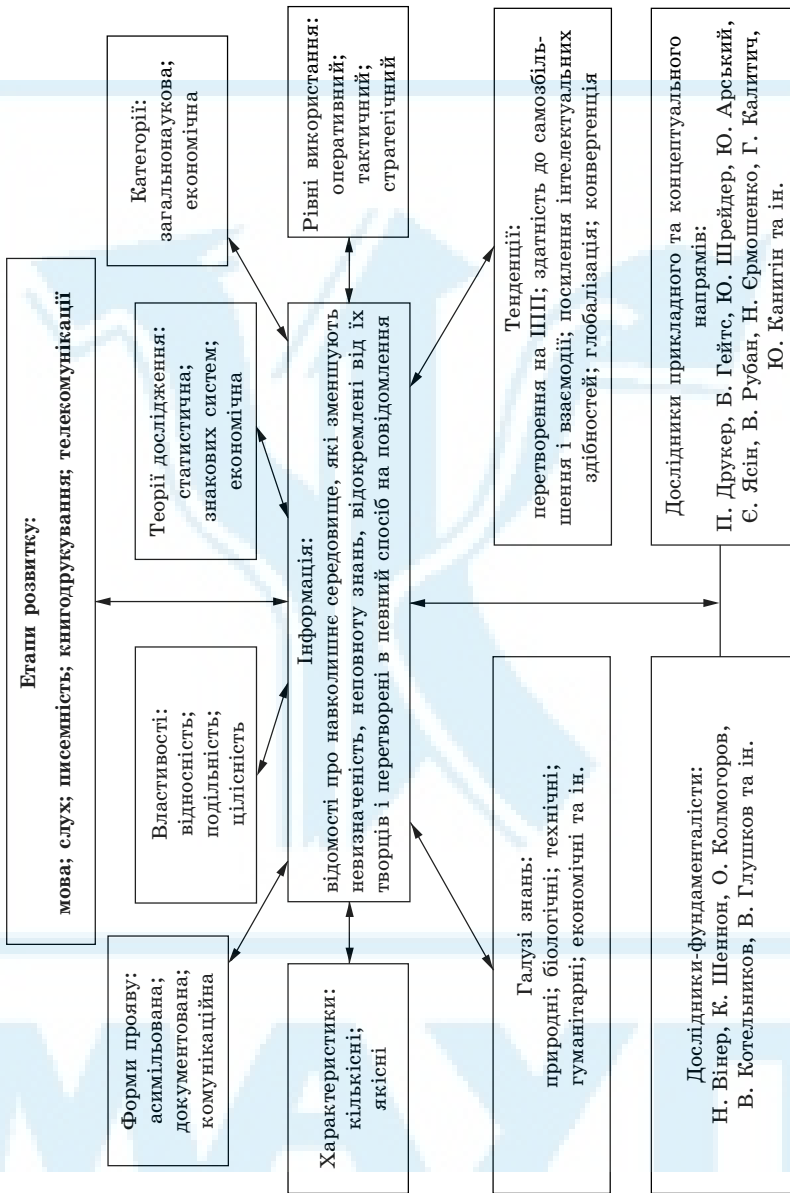 Етапи розвитку:
мова; слух; писемність; книгодрукування; телекомунікації
Форми прояву:
асимільована;
документована;
комунікаційна
Властивості:
відносність;
подільність;
цілісність
Теорії дослідження:
статистична;
знакових систем;
економічна
Категорії:
загальнонаукова;
економічна
Характеристики:
кількісні;
якісні
Інформація:
відомості про навколишнє середовище, які зменшують
невизначеність, неповноту знань, відокремлені від їх
творців і перетворені в певний спосіб на повідомлення
Рівні використання:
оперативний;
тактичний;
стратегічний
Галузі знань:
природні; біологічні; технічні;
гуманітарні; економічні та ін.
Тенденції:
перетворення на ІПП; здатність до самозбіль-
шення і взаємодії; посилення інтелектуальних
здібностей; глобалізація; конвергенція
Дослідники-фундаменталісти:
Н. Вінер, К. Шеннон, О. Колмогоров,
В. Котельников, В. Глушков та ін.
Дослідники прикладного та концептуального
напрямів:
П. Друкер, Б. Гейтс, Ю. Шрейдер, Ю. Арський,
Є. Ясін, В. Рубан, Н. Єрмошенко, Г. Калитич,
Ю. Канигін та ін.